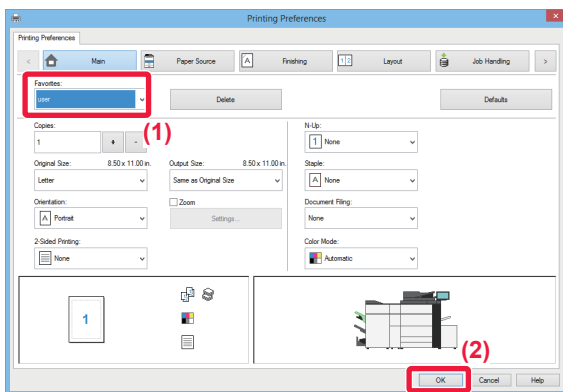 Printing Preferences
Printing Preferences
< Main Paper Source Finishing Layout Job Handling >
Favorites:
user Delete Defaults
(1)
Copies: N-Up:
1 + - 1 None
Original Size: 8.50 x 11.00 in. Output Size: 8.50 x 11.00 in. Staple:
Letter Same as Original Size A None
Orientation: Zoom Document Filing:
A Portrait Settings... None
2-Sided Printing: Color Mode:
None Automatic
1
(2)
OK Cancel Help